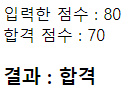 입력한 점수 : 80
합격 점수 : 70
결과 : 합격